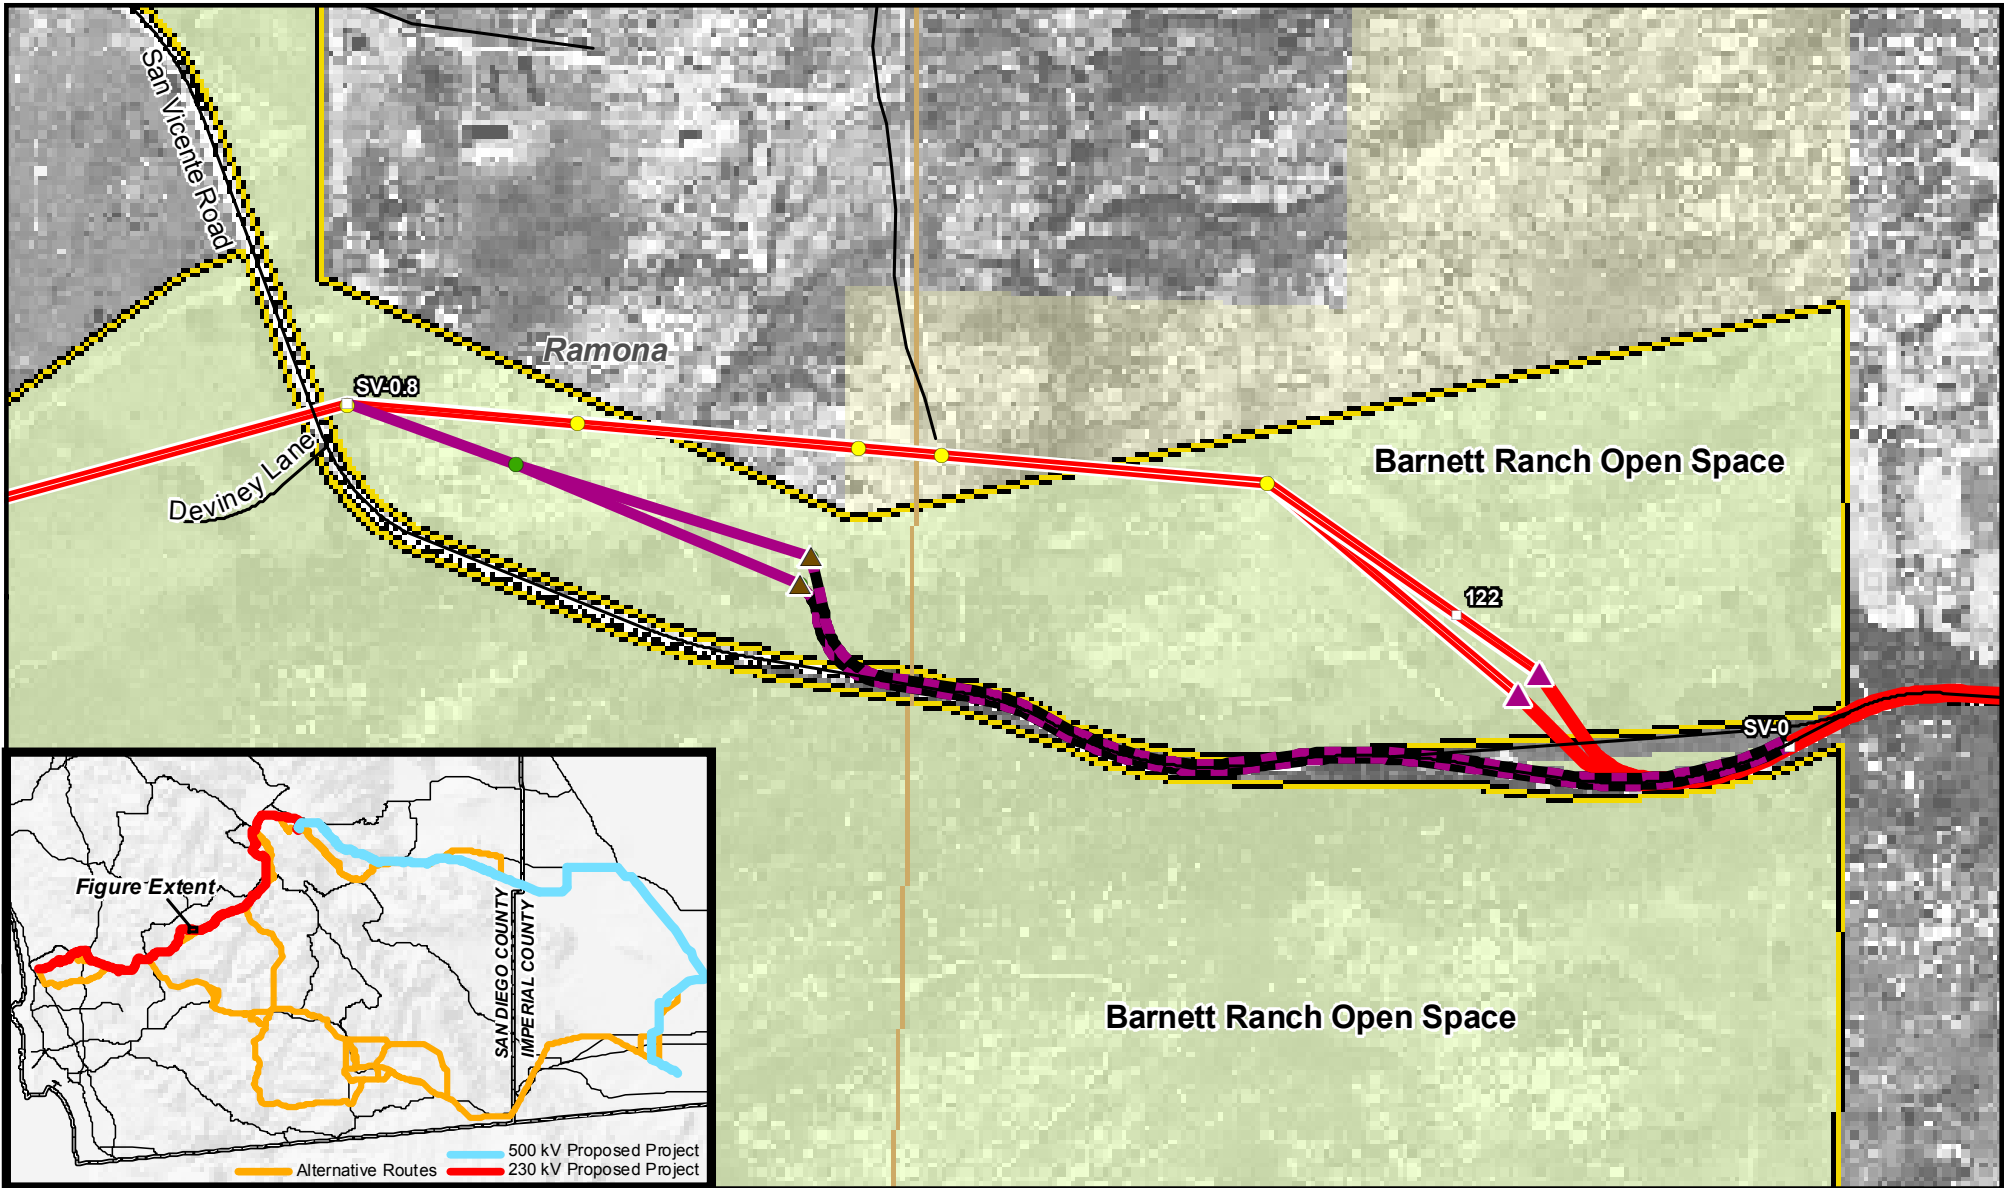 San Vicente Road
Ramona
SV-0.8
Deviney Lane
Barnett Ranch Open Space
122
SV-0
Barnett Ranch Open Space
Figure Extent
SAN DIEGO COUNTY
IMPERIAL COUNTY
500 kV Proposed Project
Alternative Routes
230 kV Proposed Project